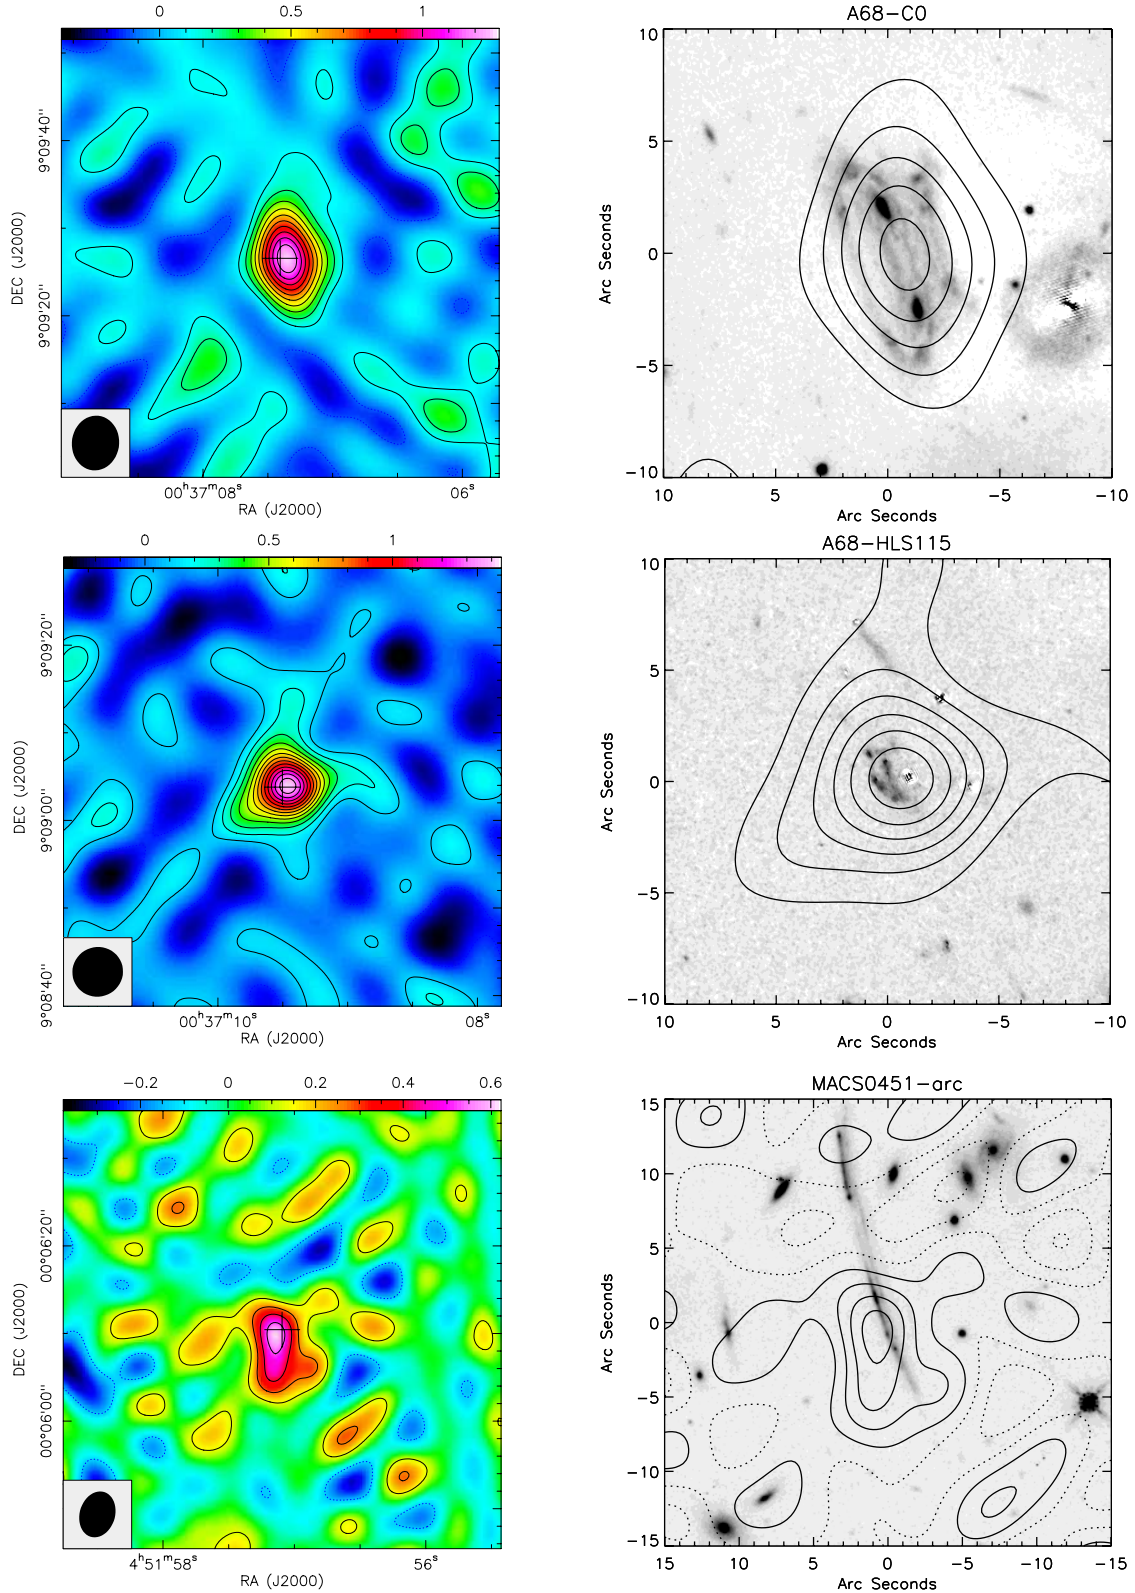 0 0.5 1
9°09'40"
DEC (J2000)
9°09'20"
00h37m08s 06s
RA (J2000)
A68-C0
10
5
Arc Seconds
0
-5
-10
10 5 0 -5 -10
Arc Seconds
0 0.5 1
9°09'20"
DEC (J2000)
9°09'00"
9°08'40"
00h37m10s 08s
RA (J2000)
A68-HLS115
10
5
Arc Seconds
0
-5
-10
10 5 0 -5 -10
Arc Seconds
-0.2 0 0.2 0.4 0.6
00°06'20"
DEC (J2000)
00°06'00"
4h51m58s 56s
RA (J2000)
MACS0451-arc
15
10
5
Arc Seconds
0
-5
-10
-15
15 10 5 0 -5 -10 -15
Arc Seconds